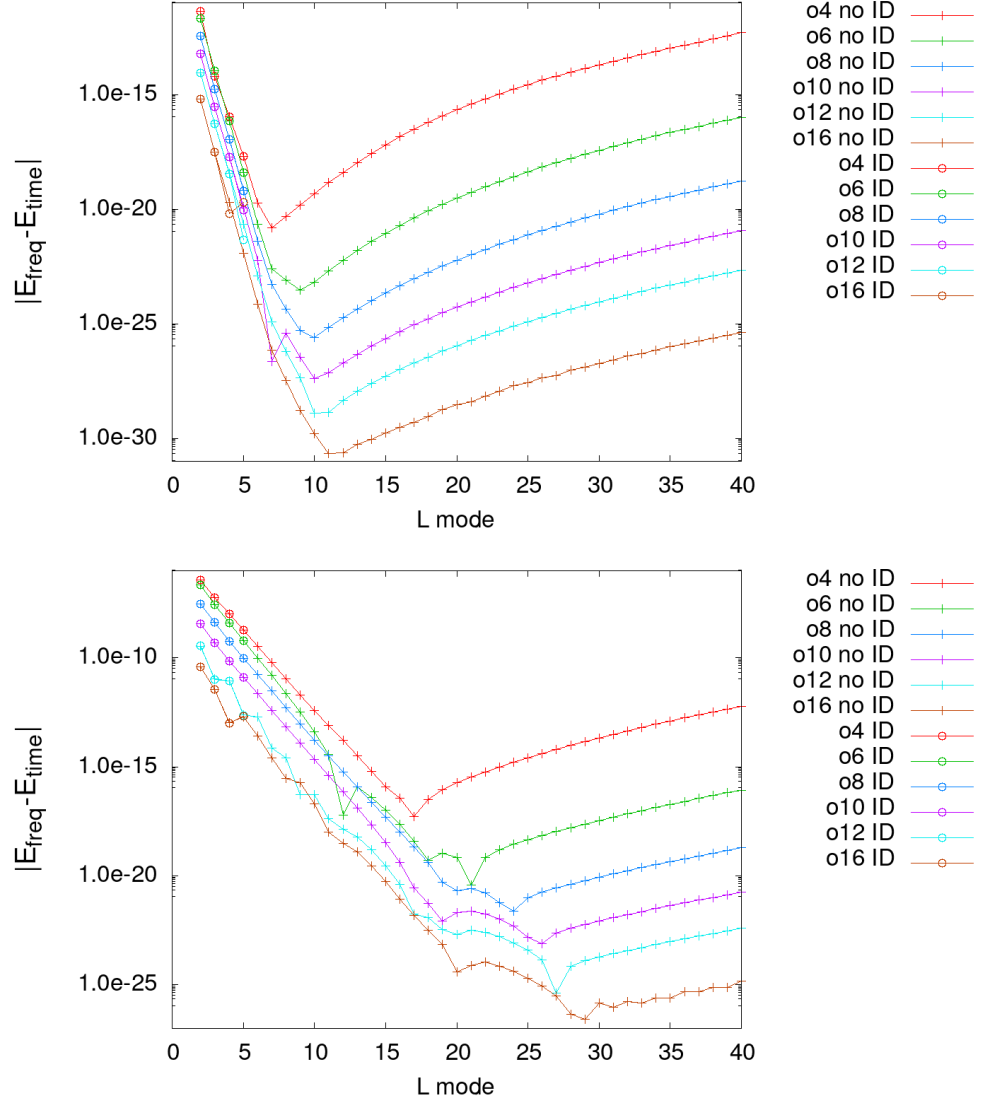 o4 no ID
o6 no ID
o8 no ID
o10 no ID
o12 no ID
o16 no ID
o4 ID
o6 ID
o8 ID
o10 ID
o12 ID
o16 ID
1.0e-15
1.0e-20
1.0e-25
1.0e-30
|Efreq-Etime|
0 5 10 15 20 25 30 35 40
L mode
o4 no ID
o6 no ID
o8 no ID
o10 no ID
o12 no ID
o16 no ID
o4 ID
o6 ID
o8 ID
o10 ID
o12 ID
o16 ID
1.0e-10
1.0e-15
1.0e-20
1.0e-25
|Efreq-Etime|
0 5 10 15 20 25 30 35 40
L mode